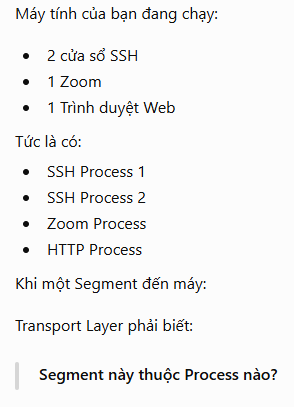 Máy tính của bạn đang chạy:
2 cửa sổ SSH
1 Zoom
1 Trình duyệt Web
Tức là có:
SSH Process 1
SSH Process 2
Zoom Process
HTTP Process
Khi một Segment đến máy:
Transport Layer phải biết:
Segment này thuộc Process nào?